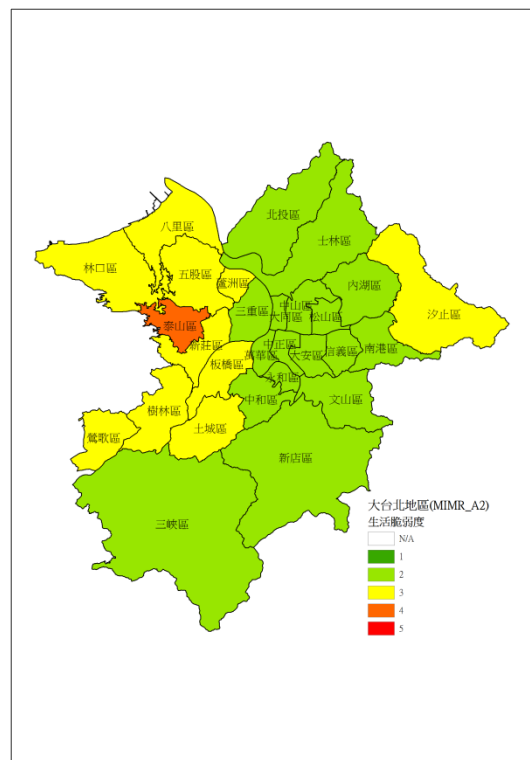 北投區
士林區
八里區
林口區
五股區
蘆洲區
內湖區
汐止區
三重區
中山區
大同區
松山區
泰山區
新莊區
中正區
萬華區
大安區
信義區
南港區
板橋區
永和區
中和區
文山區
樹林區
土城區
鶯歌區
新店區
三峽區
大台北地區(MIMR_A2)
生活脆弱度
N/A
1
2
3
4
5